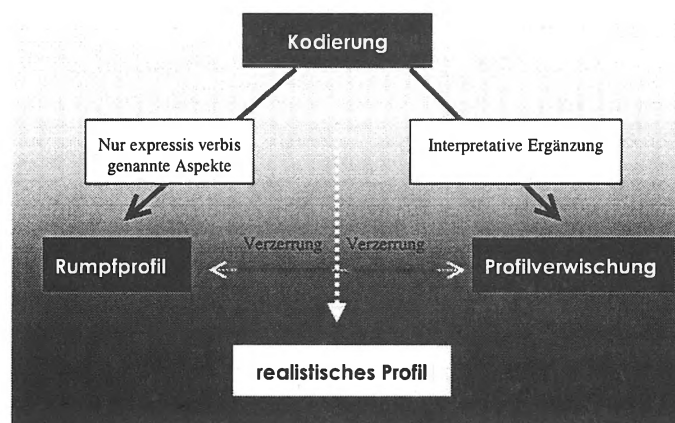 Kodierung
Nur expressis verbis
genannte Aspekte
Interpretative Ergänzung
Verzerrung Verzerrung
Rumpfprofil
Profilverwischung
realistisches Profil